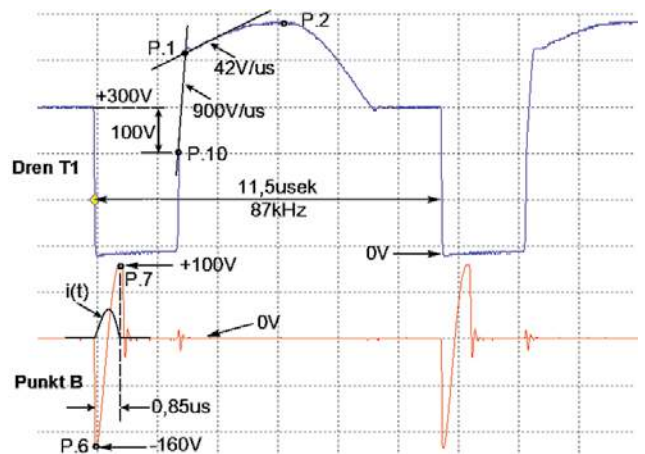 P.1
P.2
42V/us
+300V
900V/us
100V
P.10
Dren T1
11,5usek
87kHz
0V
+100V
P.7
i(t)
0V
Punkt B
0,85us
P.6
-160V